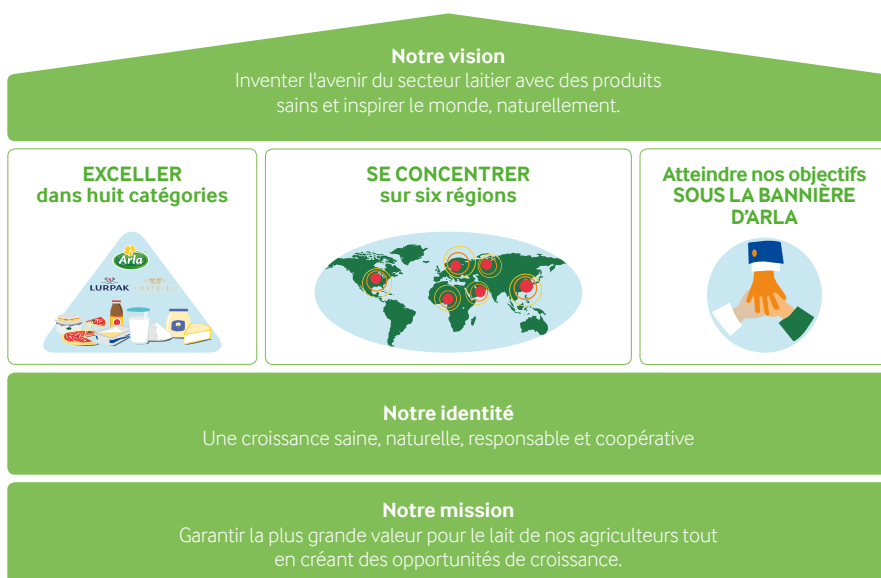 Notre vision
Inventer l'avenir du secteur laitier avec des produits
sains et inspirer le monde, naturellement.
EXCELLER
dans huit catégories
Arla
LURPAK CASTELLO
SE CONCENTRER
sur six régions
Atteindre nos objectifs
SOUS LA BANNIÈRE
D'ARLA
Notre identité
Une croissance saine, naturelle, responsable et coopérative
Notre mission
Garantir la plus grande valeur pour le lait de nos agriculteurs tout
en créant des opportunités de croissance.